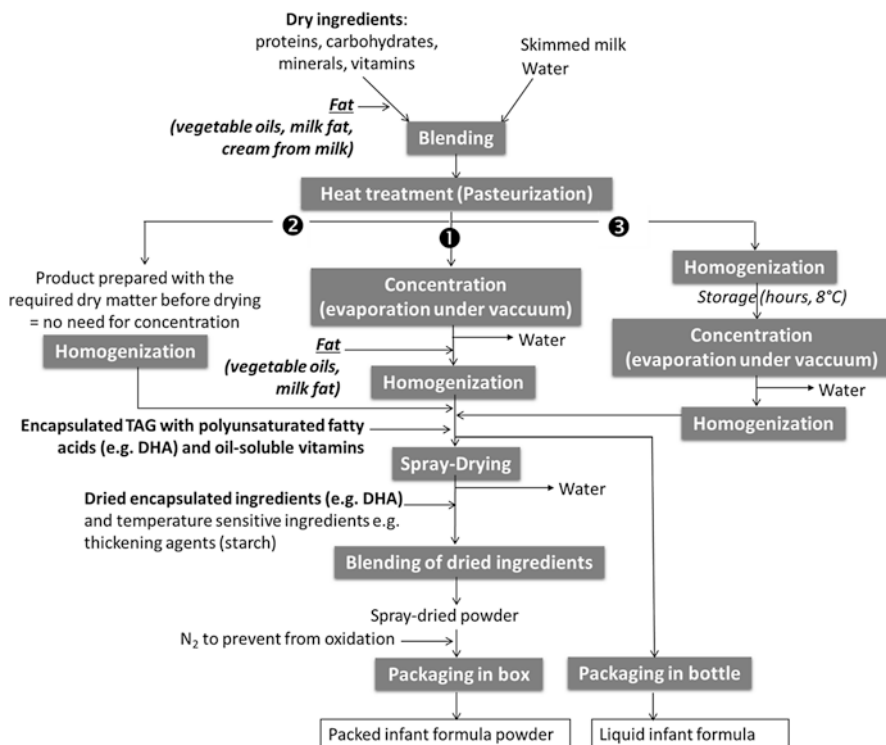 Dry ingredients:
proteins, carbohydrates,
minerals, vitamins
Skimmed milk
Water
Fat
(vegetable oils, milk fat,
cream from milk)
Blending
Heat treatment (Pasteurization)
❷
❶
❸
Product prepared with the
required dry matter before drying
= no need for concentration
Homogenization
Concentration
(evaporation under vaccuum)
Water
Fat
(vegetable oils,
milk fat)
Homogenization
Homogenization
Storage (hours, 8°C)
Concentration
(evaporation under vaccuum)
Water
Homogenization
Encapsulated TAG with polyunsaturated fatty
acids (e.g. DHA) and oil-soluble vitamins
Spray-Drying
Water
Dried encapsulated ingredients (e.g. DHA)
and temperature sensitive ingredients e.g.
thickening agents (starch)
Blending of dried ingredients
Spray-dried powder
N₂ to prevent from oxidation
Packaging in box
Packaging in bottle
Packed infant formula powder
Liquid infant formula